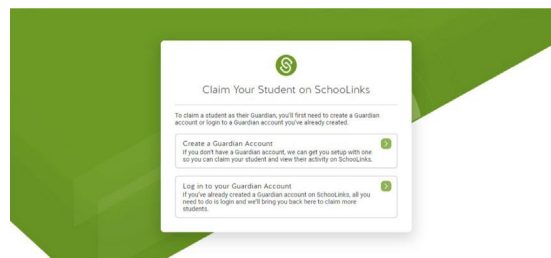 Claim Your Student on SchooLinks
To claim a student as their Guardian, you'll first need to create a Guardian
account or login to a Guardian account you've already created.
Create a Guardian Account
If you don't have a Guardian account, we can get you setup with one
so you can claim your student and view their activity on SchooLinks.
Log in to your Guardian Account
If you've already created a Guardian account on SchooLinks, all you
need to do is login and we'll bring you back here to claim more
students.